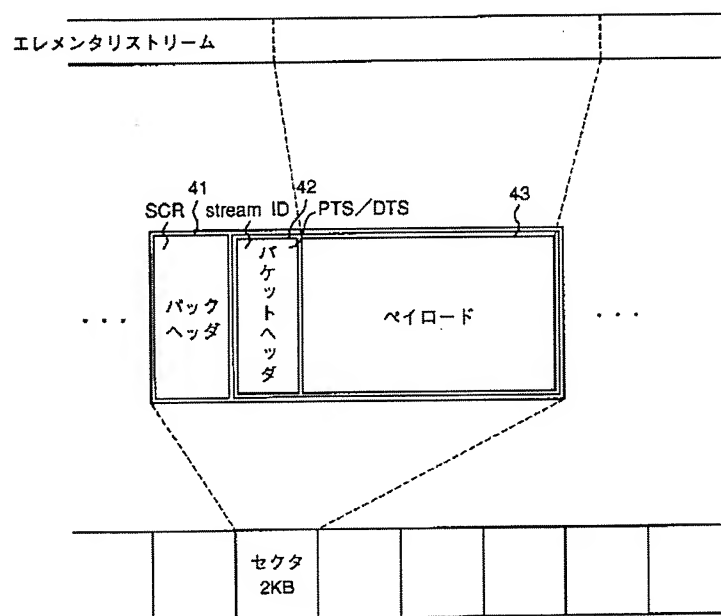 エレメンタリストリーム
41
42
43
SCR
stream ID
PTS／DTS
パック
ヘッダ
パケットヘッダ
ペイロード
・・・
・・・
セクタ
2KB